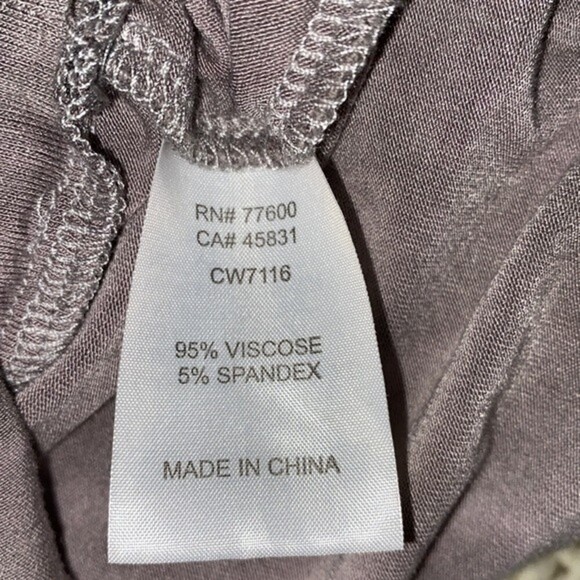 RN# 77600
CA# 45831
CW7116
95% VISCOSE
5% SPANDEX
MADE IN CHINA